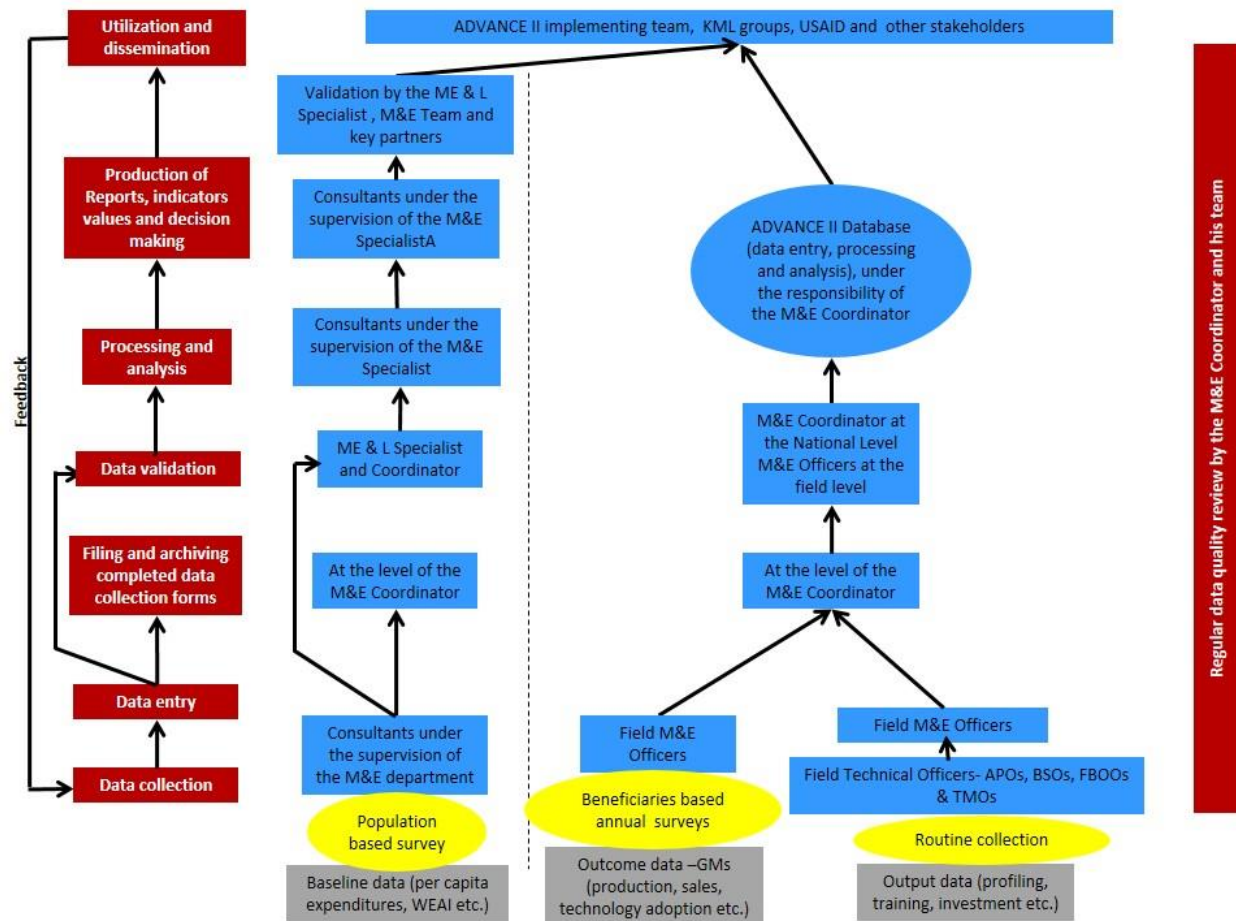 Utilization and
dissemination
Production of
Reports, indicators
values and decision
making
Processing and
analysis
Data validation
Filing and archiving
completed data
collection forms
Data entry
Data collection
Feedback
ADVANCE II implementing team, KML groups, USAID and other stakeholders
Validation by the ME & L
Specialist , M&E Team and
key partners
Consultants under the
supervision of the M&E
SpecialistA
Consultants under the
supervision of the M&E
Specialist
ME & L Specialist
and Coordinator
At the level of the
M&E Coordinator
Consultants under
the supervision of
the M&E department
Population
based survey
Baseline data (per capita
expenditures, WEAI etc.)
ADVANCE II Database
(data entry, processing
and analysis), under
the responsibility of
the M&E Coordinator
M&E Coordinator at
the National Level
M&E Officers at the
field level
At the level of the
M&E Coordinator
Field M&E
Officers
Beneficiaries based
annual surveys
Outcome data –GMs
(production, sales,
technology adoption etc.)
Field M&E Officers
Field Technical Officers- APOs, BSOs, FBOOs
& TMOs
Routine collection
Output data (profiling,
training, investment etc.)
Regular data quality review by the M&E Coordinator and his team